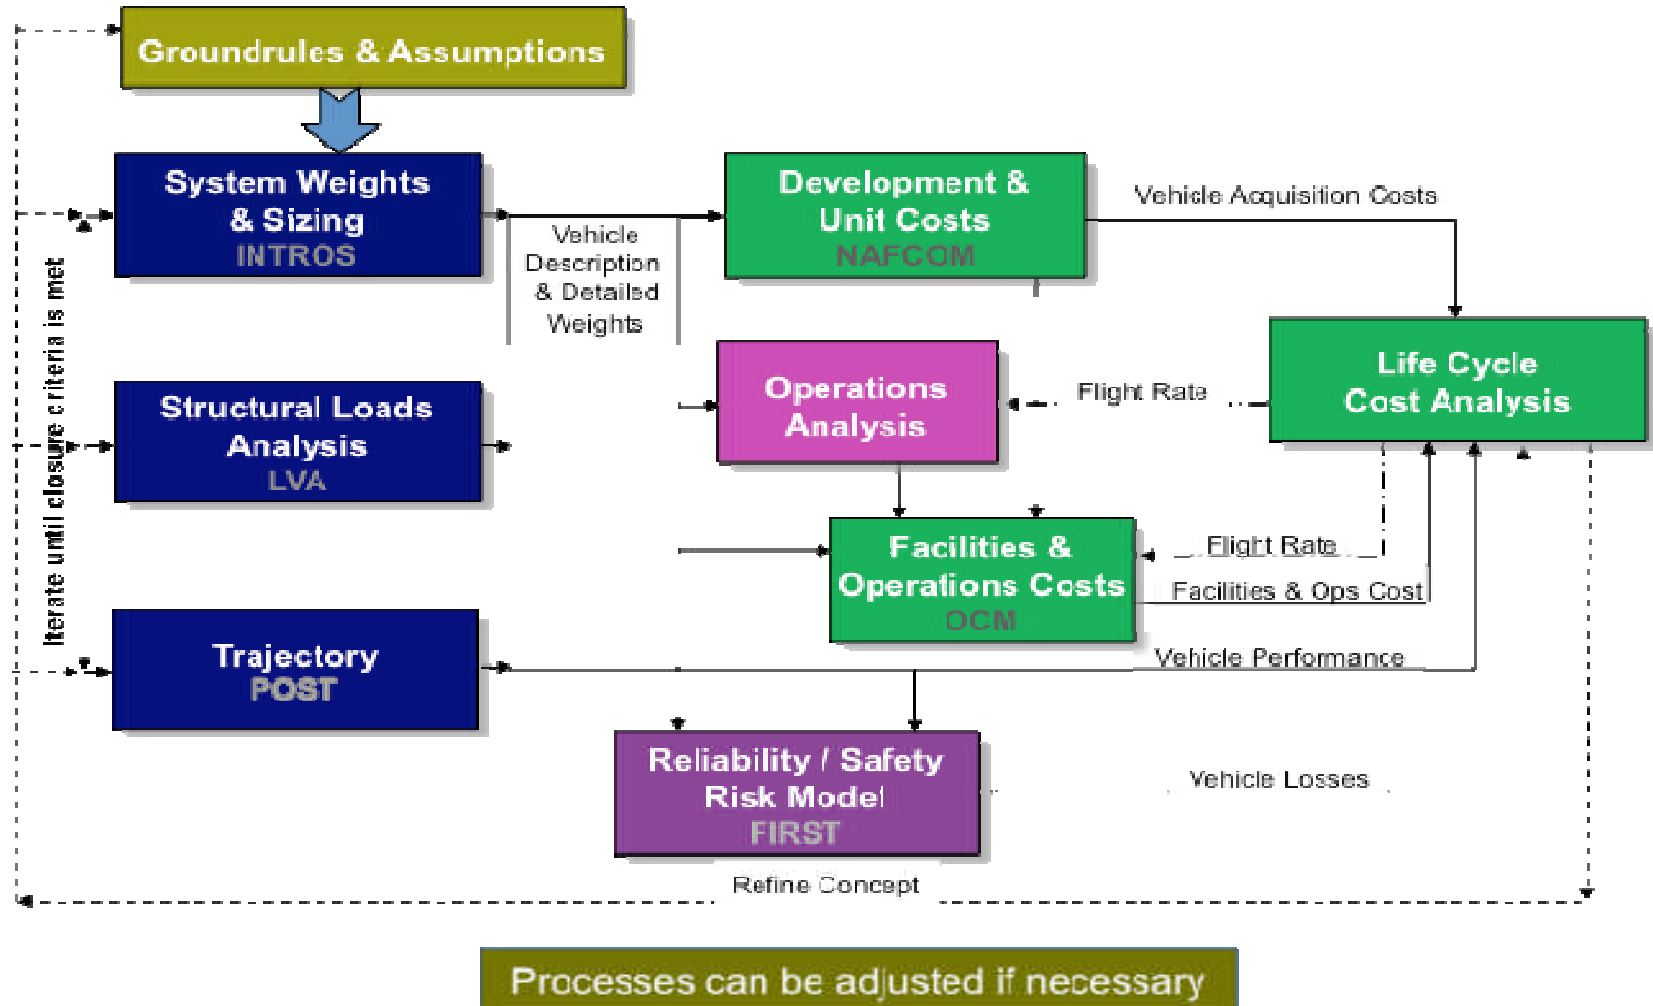 Groundrules & Assumptions
System Weights
& Sizing
INTROS
Development &
Unit Costs
NAFCOM
Vehicle Acquisition Costs
Vehicle
Description
& Detailed
Weights
Iterate until closure criteria is met
Life Cycle
Cost Analysis
Structural Loads
Analysis
LVA
Operations
Analysis
Flight Rate
Facilities &
Operations Costs
OCM
Flight Rate
Facilities & Ops Cost
Trajectory
POST
Vehicle Performance
Reliability / Safety
Risk Model
FIRST
Vehicle Losses
Refine Concept
Processes can be adjusted if necessary